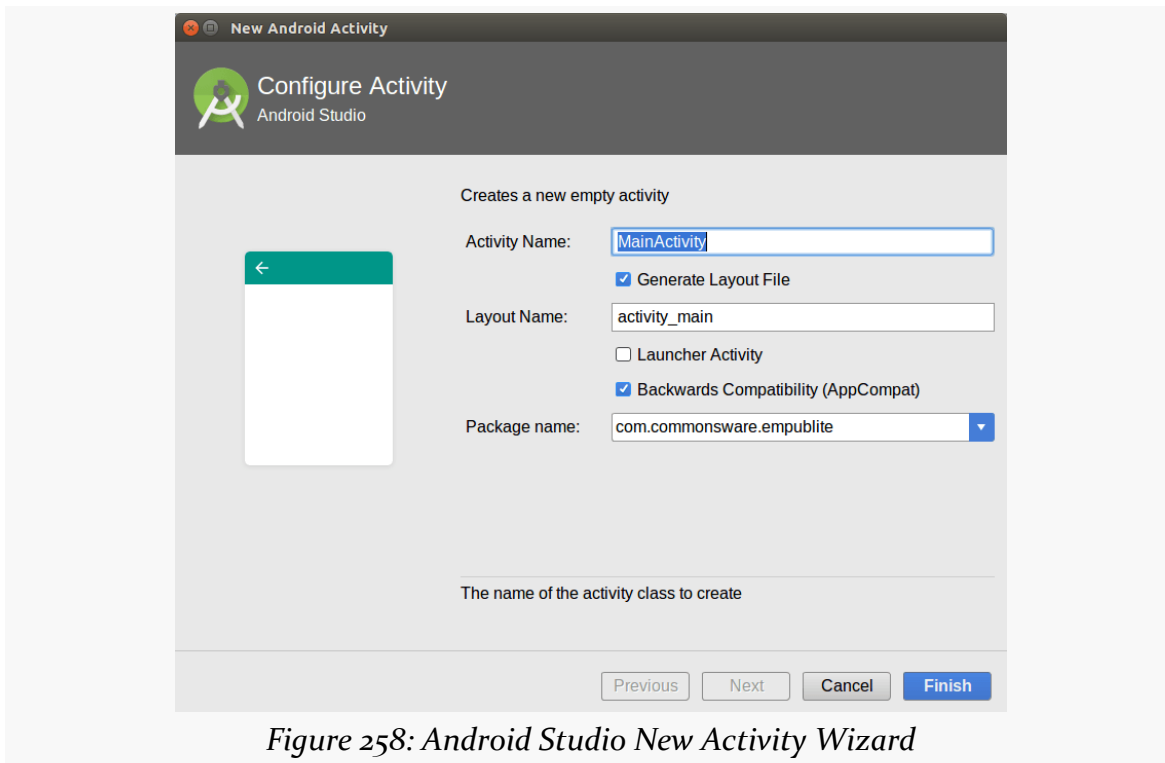 New Android Activity
Configure Activity
Android Studio
Creates a new empty activity
Activity Name: MainActivity
Generate Layout File
Layout Name: activity_main
Launcher Activity
Backwards Compatibility (AppCompat)
Package name: com.commonsware.empublite
The name of the activity class to create
Previous Next Cancel Finish
Figure 258: Android Studio New Activity Wizard